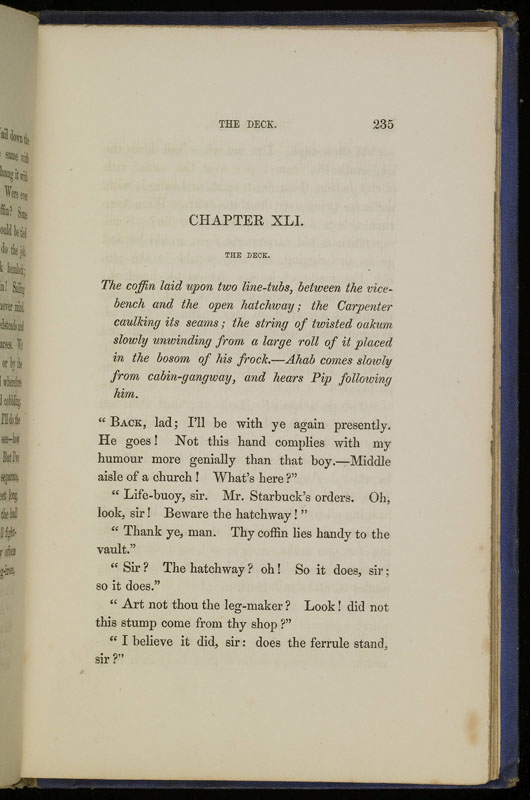 THE DECK. 235
CHAPTER XLI.
THE DECK.
The coffin laid upon two line-tubs, between the vice-
bench and the open hatchway; the Carpenter
caulking its seams; the string of twisted oakum
slowly unwinding from a large roll of it placed
in the bosom of his frock.—Ahab comes slowly
from cabin-gangway, and hears Pip following
him.
“ BACK, lad; I'll be with ye again presently.
He goes! Not this hand complies with my
humour more genially than that boy.—Middle
aisle of a church! What's here?”
“ Life-buoy, sir. Mr. Starbuck's orders. Oh,
look, sir! Beware the hatchway!”
“ Thank ye, man. Thy coffin lies handy to the
vault.”
“ Sir? The hatchway? oh! So it does, sir;
so it does.”
“ Art not thou the leg-maker? Look! did not
this stump come from thy shop?”
“ I believe it did, sir: does the ferrule stand,
sir?”